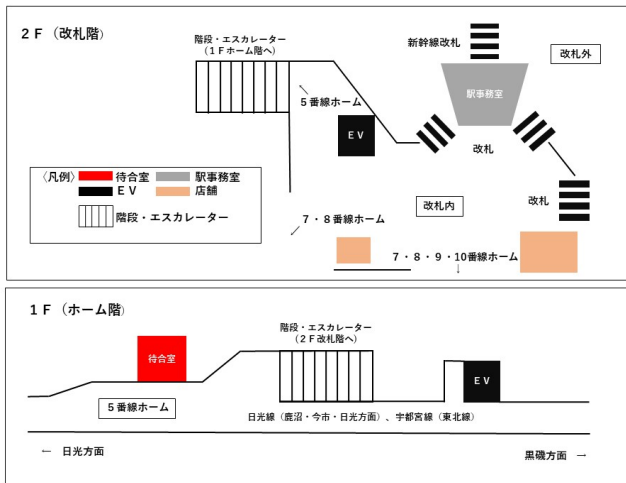 ２Ｆ（改札階）
階段・エスカレーター
（１Ｆホーム階へ）
新幹線改札
改札外
駅事務室
５番線ホーム
ＥＶ
改札
〈凡例〉
待合室
駅事務室
ＥＶ
店舗
階段・エスカレーター
改札内
改札
７・８番線ホーム
７・８・９・10番線ホーム
１Ｆ（ホーム階）
階段・エスカレーター
（２Ｆ改札階へ）
待合室
ＥＶ
５番線ホーム
日光線（鹿沼・今市・日光方面）、宇都宮線（東北線）
← 日光方面
黒磯方面 →